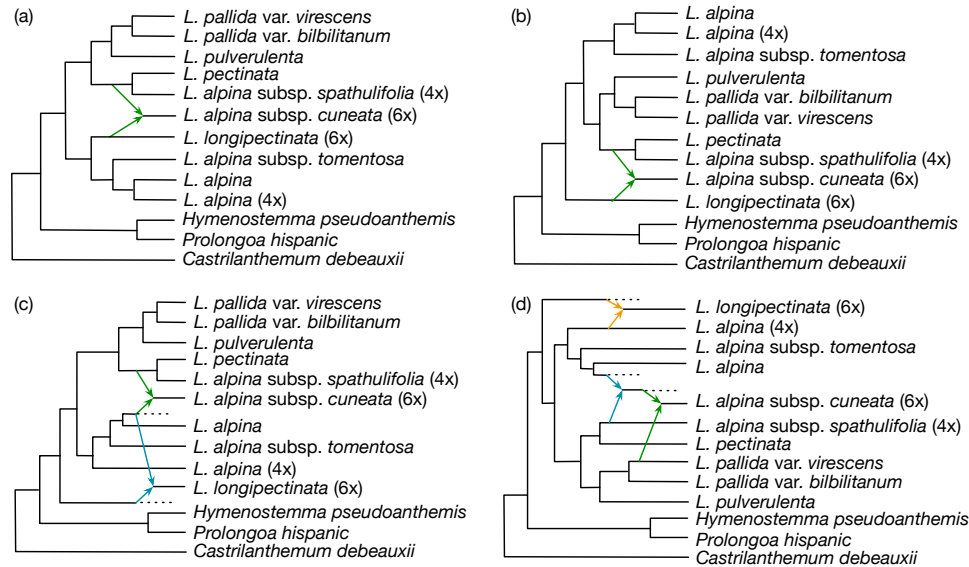 (a)
L. pallida var. virescens
L. pallida var. bilbilitanum
L. pulverulenta
L. pectinata
L. alpina subsp. spathulifolia (4x)
L. alpina subsp. cuneata (6x)
L. longipectinata (6x)
L. alpina subsp. tomentosa
L. alpina
L. alpina (4x)
Hymenostemma pseudoanthemis
Prolongoa hispanic
Castrilanthemum debeauxii
(b)
L. alpina
L. alpina (4x)
L. alpina subsp. tomentosa
L. pulverulenta
L. pallida var. bilbilitanum
L. pallida var. virescens
L. pectinata
L. alpina subsp. spathulifolia (4x)
L. alpina subsp. cuneata (6x)
L. longipectinata (6x)
Hymenostemma pseudoanthemis
Prolongoa hispanic
Castrilanthemum debeauxii
(c)
L. pallida var. virescens
L. pallida var. bilbilitanum
L. pulverulenta
L. pectinata
L. alpina subsp. spathulifolia (4x)
L. alpina subsp. cuneata (6x)
L. alpina
L. alpina subsp. tomentosa
L. alpina (4x)
L. longipectinata (6x)
Hymenostemma pseudoanthemis
Prolongoa hispanic
Castrilanthemum debeauxii
(d)
L. longipectinata (6x)
L. alpina (4x)
L. alpina subsp. tomentosa
L. alpina
L. alpina subsp. cuneata (6x)
L. alpina subsp. spathulifolia (4x)
L. pectinata
L. pallida var. virescens
L. pallida var. bilbilitanum
L. pulverulenta
Hymenostemma pseudoanthemis
Prolongoa hispanic
Castrilanthemum debeauxii